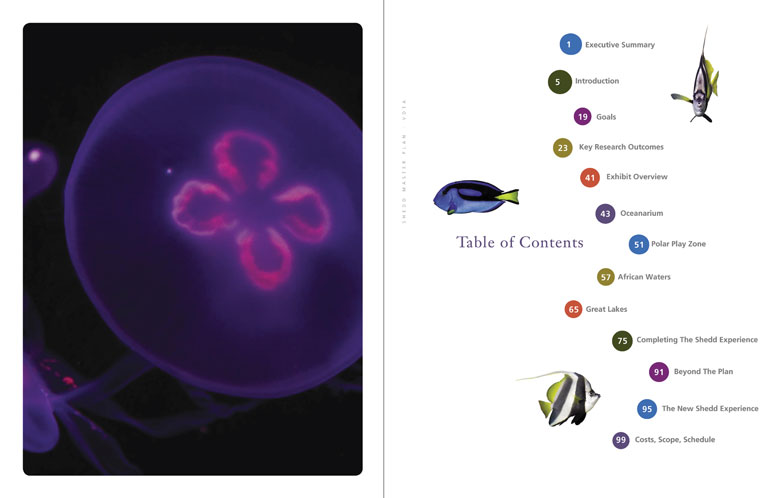 SHEDD MASTER PLAN
Table of Contents
1 Executive Summary
5 Introduction
19 Goals
23 Key Research Outcomes
41 Exhibit Overview
43 Oceanarium
51 Polar Play Zone
57 African Waters
65 Great Lakes
75 Completing The Shedd Experience
91 Beyond The Plan
95 The New Shedd Experience
99 Costs, Scope, Schedule